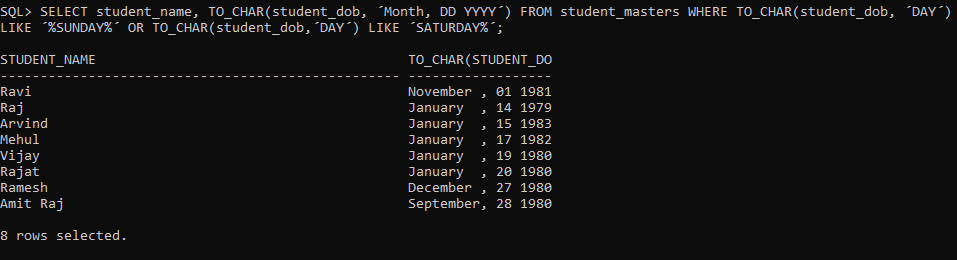 SQL> SELECT student_name, TO_CHAR(student_dob, ´Month, DD YYYY´) FROM student_masters WHERE TO_CHAR(student_dob, ´DAY´)
LIKE ´%SUNDAY%´ OR TO_CHAR(student_dob,´DAY´) LIKE ´SATURDAY%´;
STUDENT_NAME TO_CHAR(STUDENT_DO
-------------------------------------------------- ------------------
Ravi November , 01 1981
Raj January , 14 1979
Arvind January , 15 1983
Mehul January , 17 1982
Vijay January , 19 1980
Rajat January , 20 1980
Ramesh December , 27 1980
Amit Raj September, 28 1980
8 rows selected.